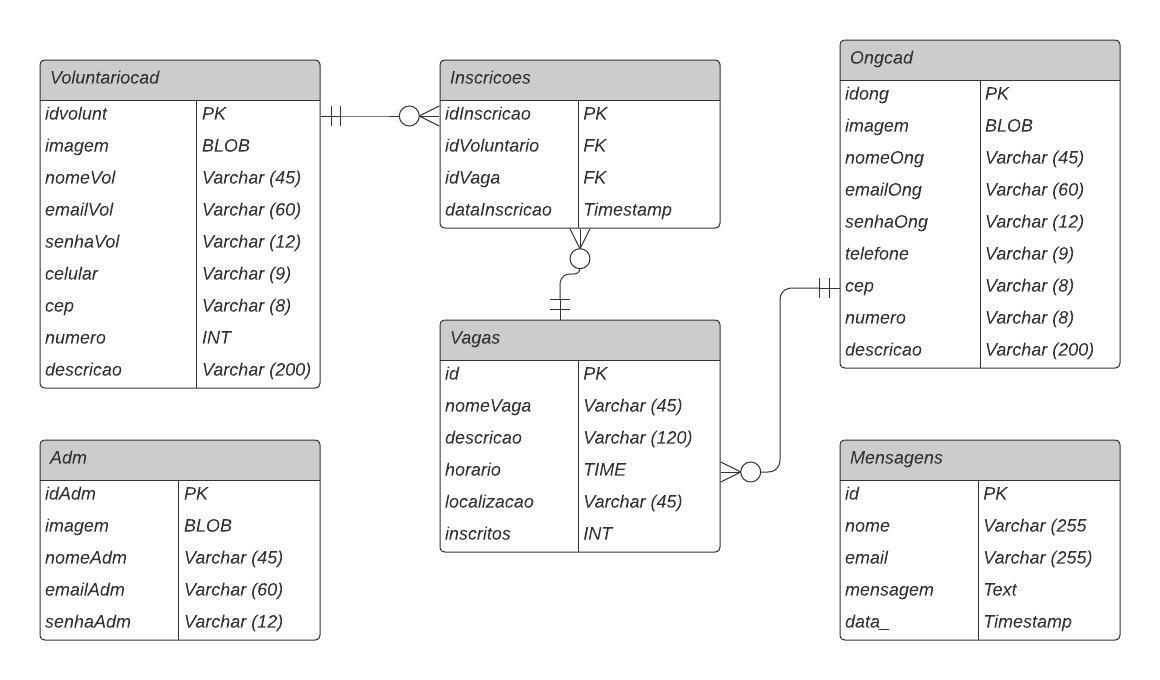 Voluntariocad
idvolunt PK
imagem BLOB
nomeVol Varchar (45)
emailVol Varchar (60)
senhaVol Varchar (12)
celular Varchar (9)
cep Varchar (8)
numero INT
descricao Varchar (200)
Inscricoes
idInscricao PK
idVoluntario FK
idVaga FK
dataInscricao Timestamp
Ongcad
idong PK
imagem BLOB
nomeOng Varchar (45)
emailOng Varchar (60)
senhaOng Varchar (12)
telefone Varchar (9)
cep Varchar (8)
numero Varchar (8)
descricao Varchar (200)
Vagas
id PK
nomeVaga Varchar (45)
descricao Varchar (120)
horario TIME
localizacao Varchar (45)
inscritos INT
Adm
idAdm PK
imagem BLOB
nomeAdm Varchar (45)
emailAdm Varchar (60)
senhaAdm Varchar (12)
Mensagens
id PK
nome Varchar (255
email Varchar (255)
mensagem Text
data_ Timestamp